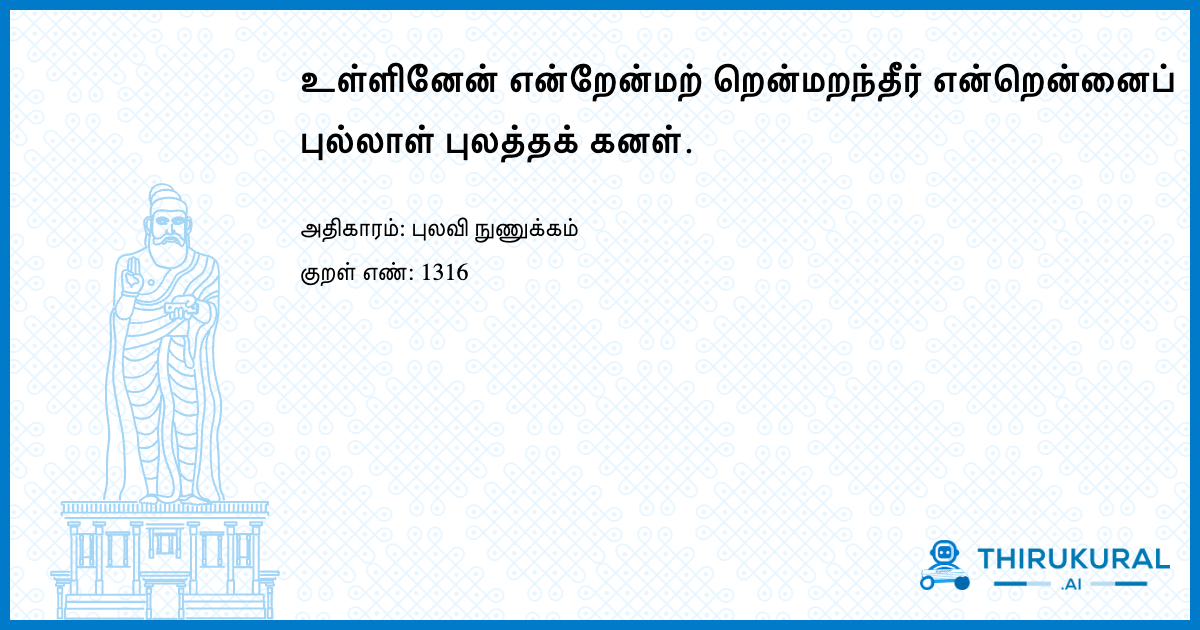 உள்ளினேன் என்றேன்மற் றென்மறந்தீர் என்றென்னைப்
புல்லாள் புலத்தக் கனள்.
அதிகாரம்: புலவி நுணுக்கம்
குறள் எண்: 1316
THIRUKURAL
.AI